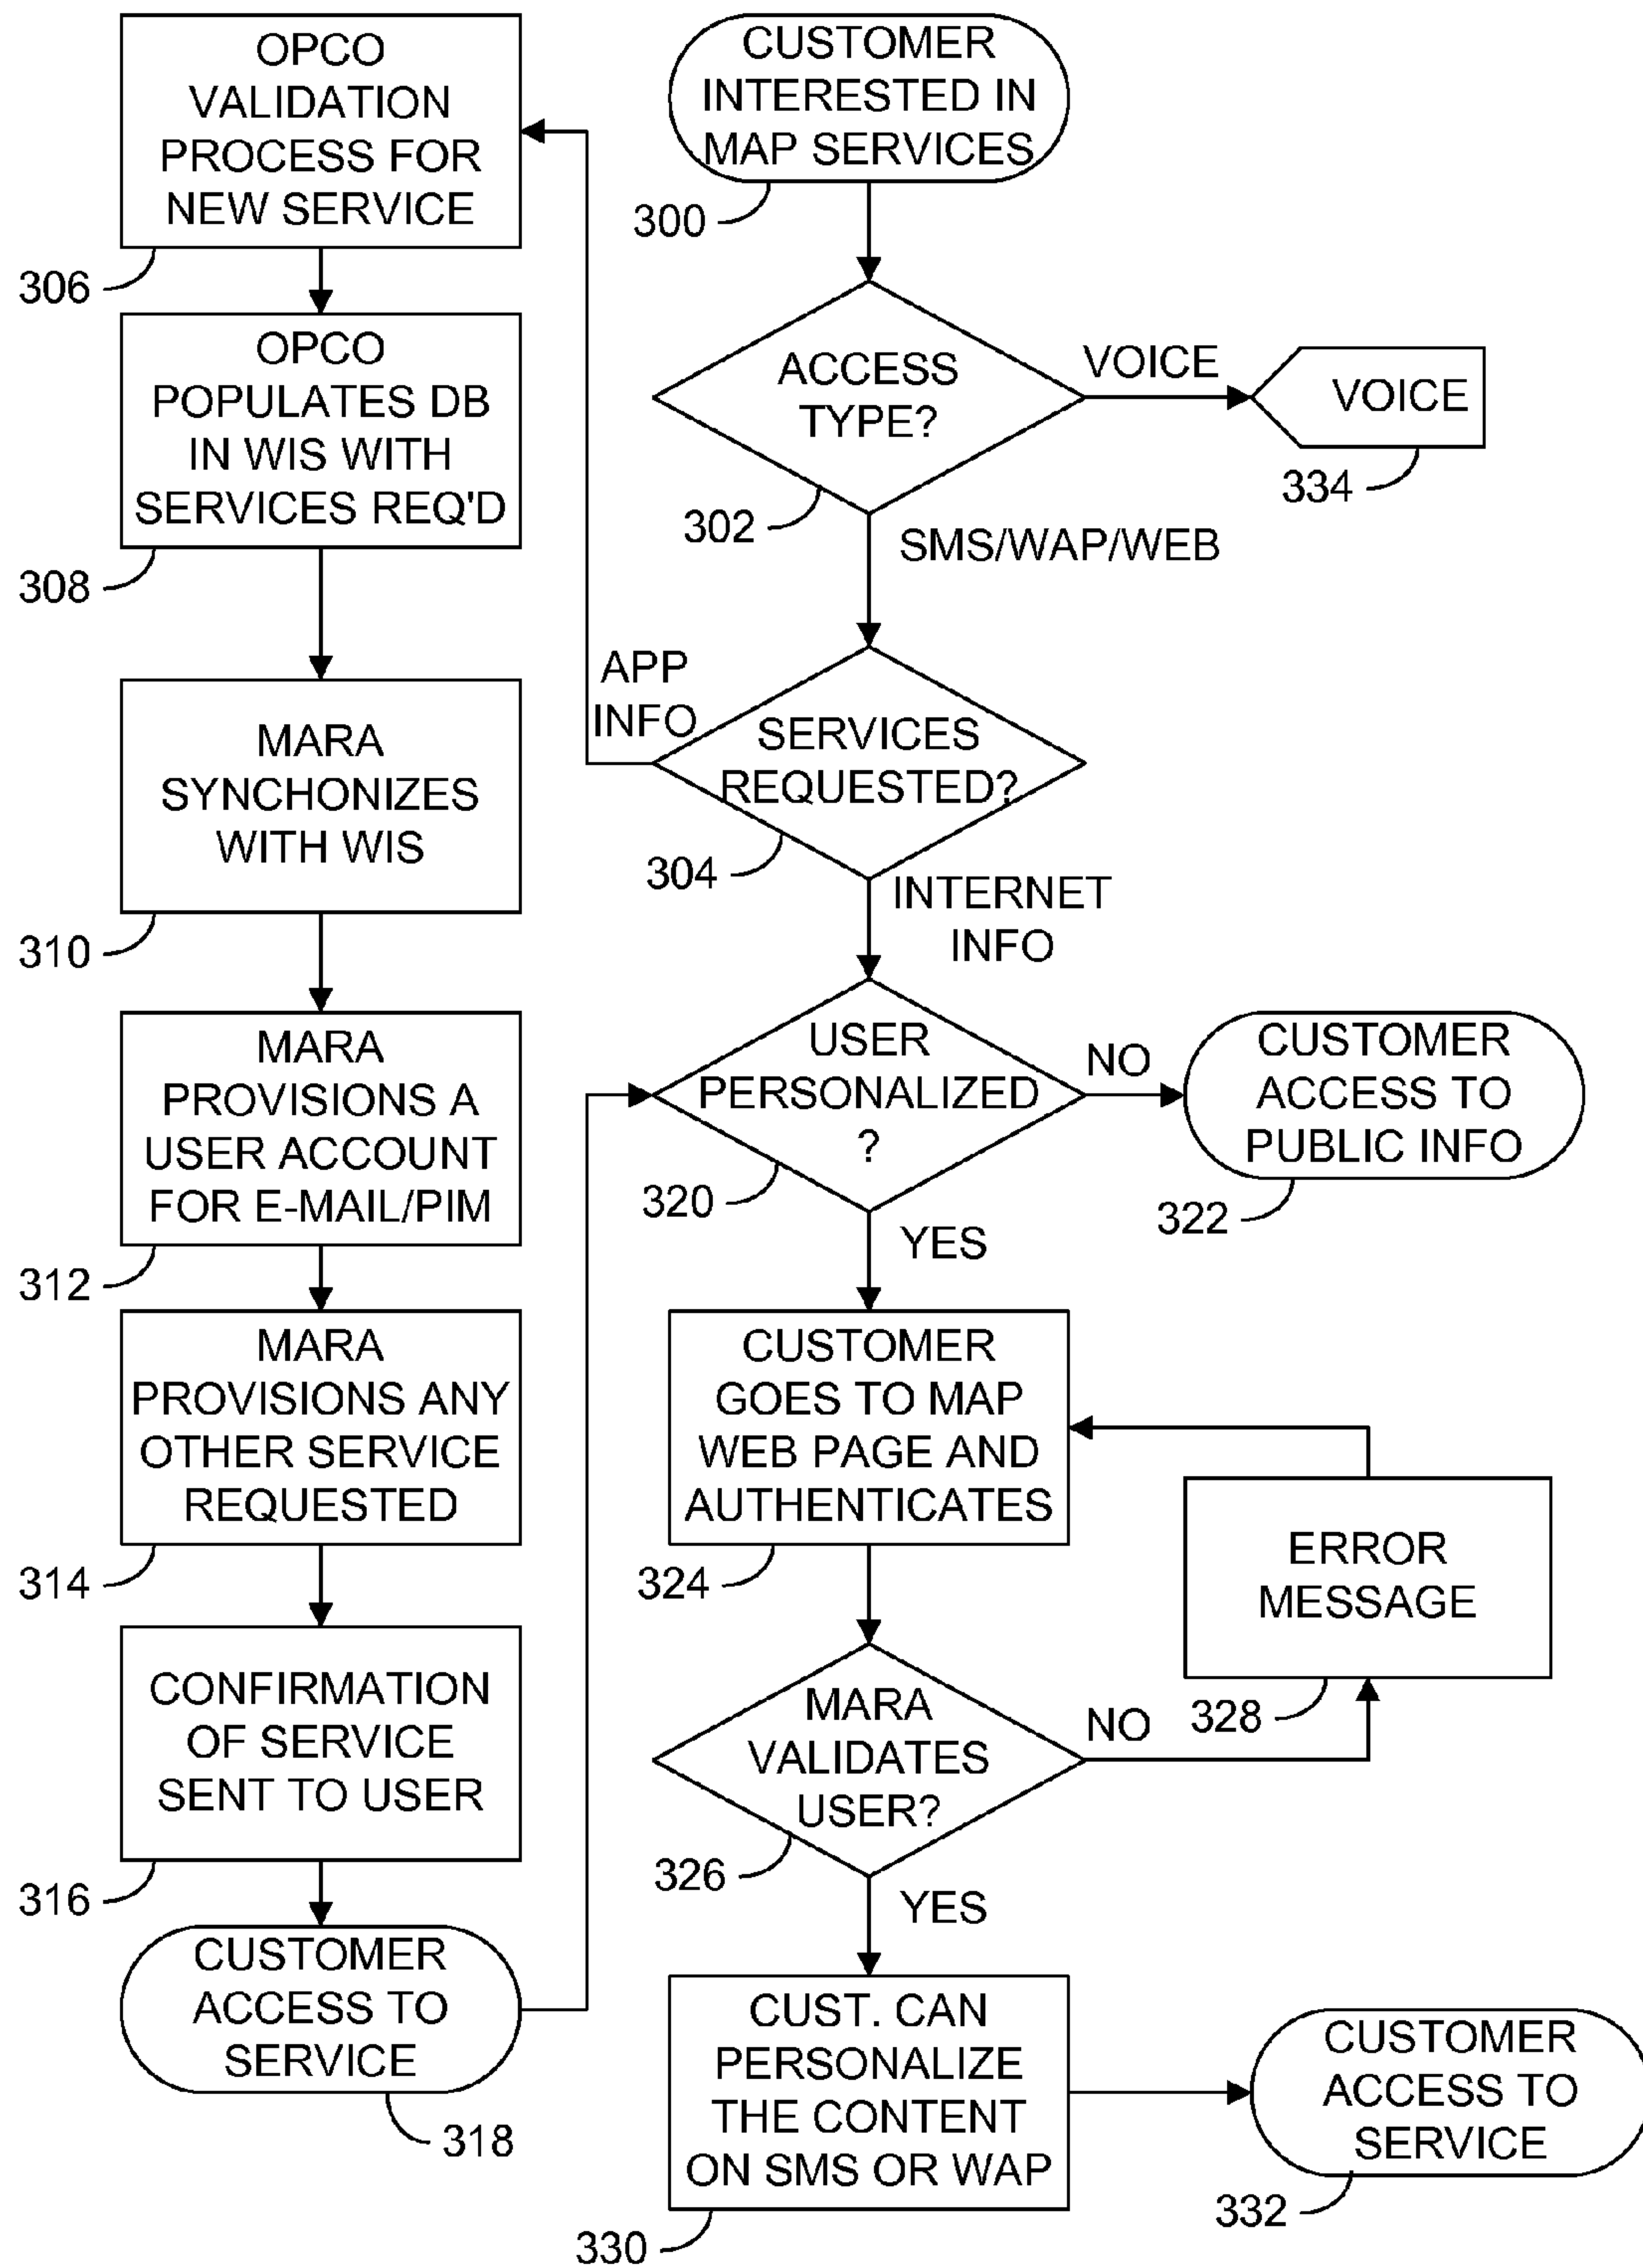 OPCO
VALIDATION
PROCESS FOR
NEW SERVICE
306
OPCO
POPULATES DB
IN WIS WITH
SERVICES REQ'D
308
MARA
SYNCHONIZES
WITH WIS
310
MARA
PROVISIONS A
USER ACCOUNT
FOR E-MAIL/PIM
312
MARA
PROVISIONS ANY
OTHER SERVICE
REQUESTED
314
CONFIRMATION
OF SERVICE
SENT TO USER
316
CUSTOMER
ACCESS TO
SERVICE
318
CUSTOMER
INTERESTED IN
MAP SERVICES
300
ACCESS
TYPE?
302
VOICE
VOICE
334
SMS/WAP/WEB
APP
INFO
SERVICES
REQUESTED?
304
INTERNET
INFO
USER
PERSONALIZED
?
320
NO
CUSTOMER
ACCESS TO
PUBLIC INFO
322
YES
CUSTOMER
GOES TO MAP
WEB PAGE AND
AUTHENTICATES
324
ERROR
MESSAGE
328
MARA
VALIDATES
USER?
326
NO
YES
CUST. CAN
PERSONALIZE
THE CONTENT
ON SMS OR WAP
330
CUSTOMER
ACCESS TO
SERVICE
332